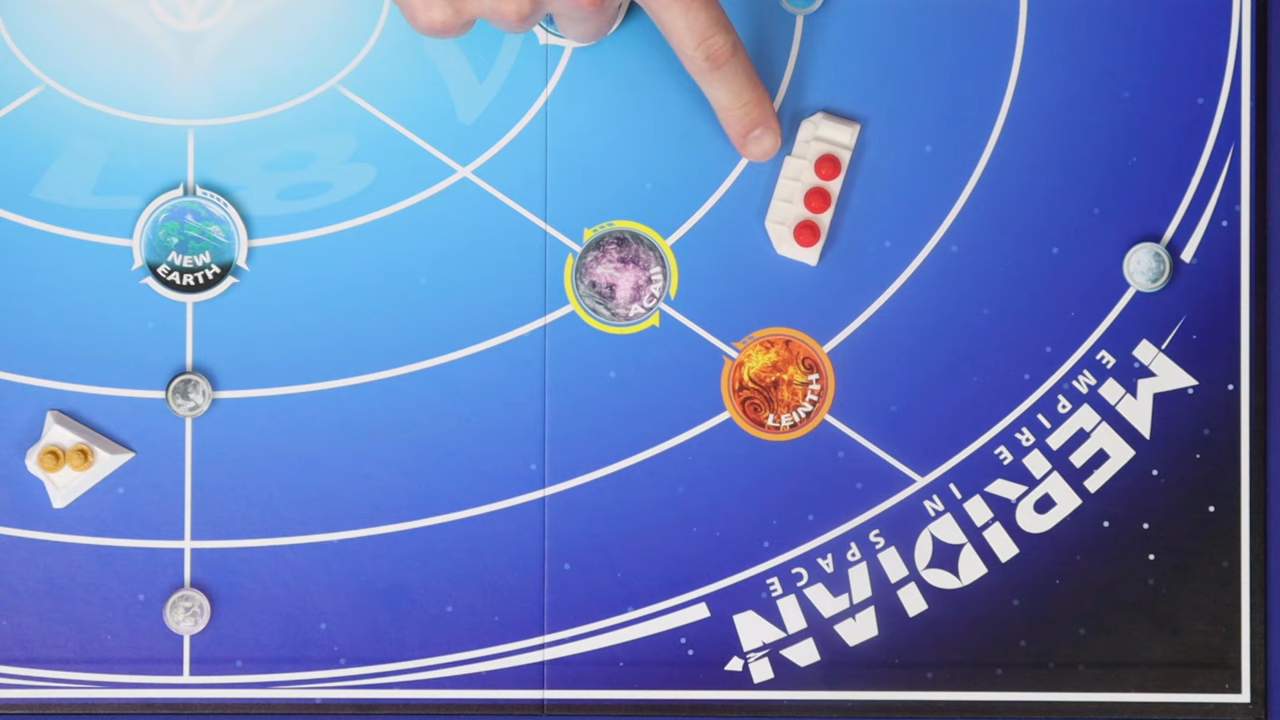 NEW
EARTH
ACAII
LEINTH
MERIDIAN
EMPIRE
IN
SPACE